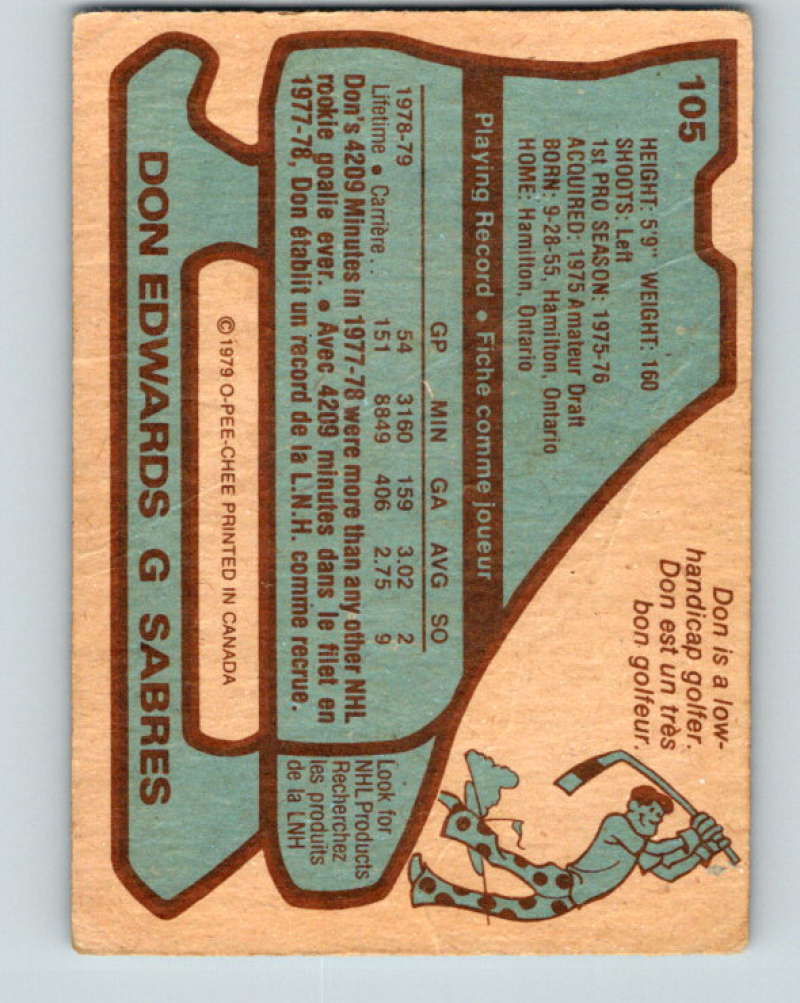 105
HEIGHT: 5'9" WEIGHT: 160
SHOOTS: Left
1st PRO SEASON: 1975-76
ACQUIRED: 1975 Amateur Draft
BORN: 9-28-55, Hamilton, Ontario
HOME: Hamilton, Ontario
Don is a low-
handicap golfer.
Don est un très
bon golfeur.
Playing Record • Fiche comme joueur
GP MIN GA AVG SO
1978-79 54 3160 159 3.02 2
Lifetime • Carrière . . 151 8849 406 2.75 9
Don's 4209 Minutes in 1977-78 were more than any other NHL
rookie goalie ever. • Avec 4209 minutes dans le filet en
1977-78, Don établit un record de la L.N.H. comme recrue.
Look for
NHL Products
Recherchez
les produits
de la LNH
© 1979 O-PEE-CHEE PRINTED IN CANADA
DON EDWARDS G SABRES